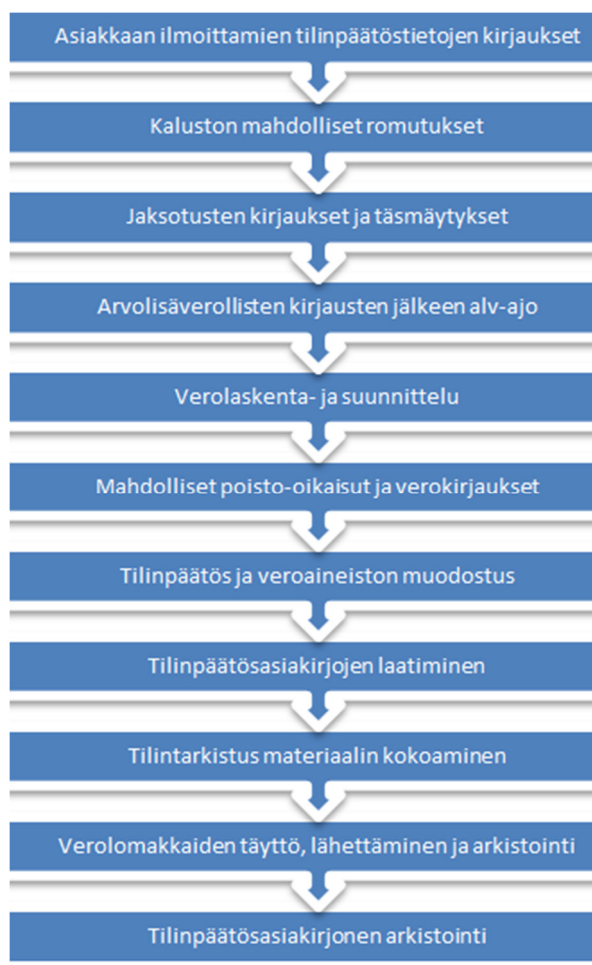 Asiakkaan ilmoittamien tilinpäätöstietojen kirjaukset
Kaluston mahdolliset romutukset
Jaksotusten kirjaukset ja täsmäytykset
Arvolisäverollisten kirjausten jälkeen alv-ajo
Verolaskenta- ja suunnittelu
Mahdolliset poisto-oikaisut ja verokirjaukset
Tilinpäätös ja veroaineiston muodostus
Tilinpäätösasiakirjojen laatiminen
Tilintarkistus materiaalin kokoaminen
Verolomakkaiden täyttö, lähettäminen ja arkistointi
Tilinpäätösasiakirjonen arkistointi